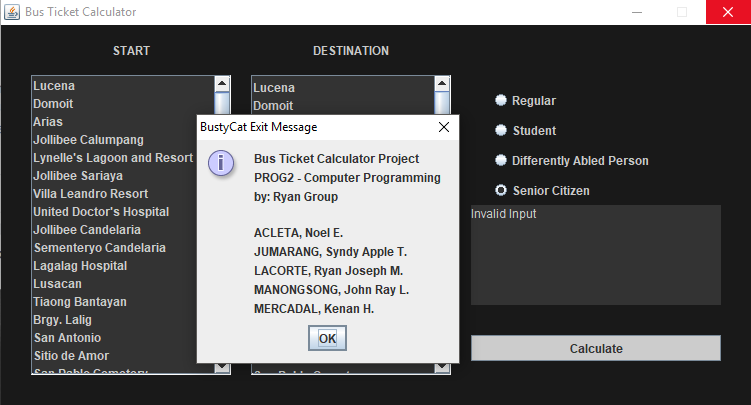 Bus Ticket Calculator
START
DESTINATION
Lucena
Domoit
Arias
Jollibee Calumpang
Lynelle's Lagoon and Resort
Jollibee Sariaya
Villa Leandro Resort
United Doctor's Hospital
Jollibee Candelaria
Sementeryo Candelaria
Lagalag Hospital
Lusacan
Tiaong Bantayan
Brgy. Lalig
San Antonio
Sitio de Amor
San Pablo Cemetery
Lucena
Domoit
BustyCat Exit Message
Bus Ticket Calculator Project
PROG2 - Computer Programming
by: Ryan Group
ACLETA, Noel E.
JUMARANG, Syndy Apple T.
LACORTE, Ryan Joseph M.
MANONGSONG, John Ray L.
MERCADAL, Kenan H.
OK
Regular
Student
Differently Abled Person
Senior Citizen
Invalid Input
Calculate